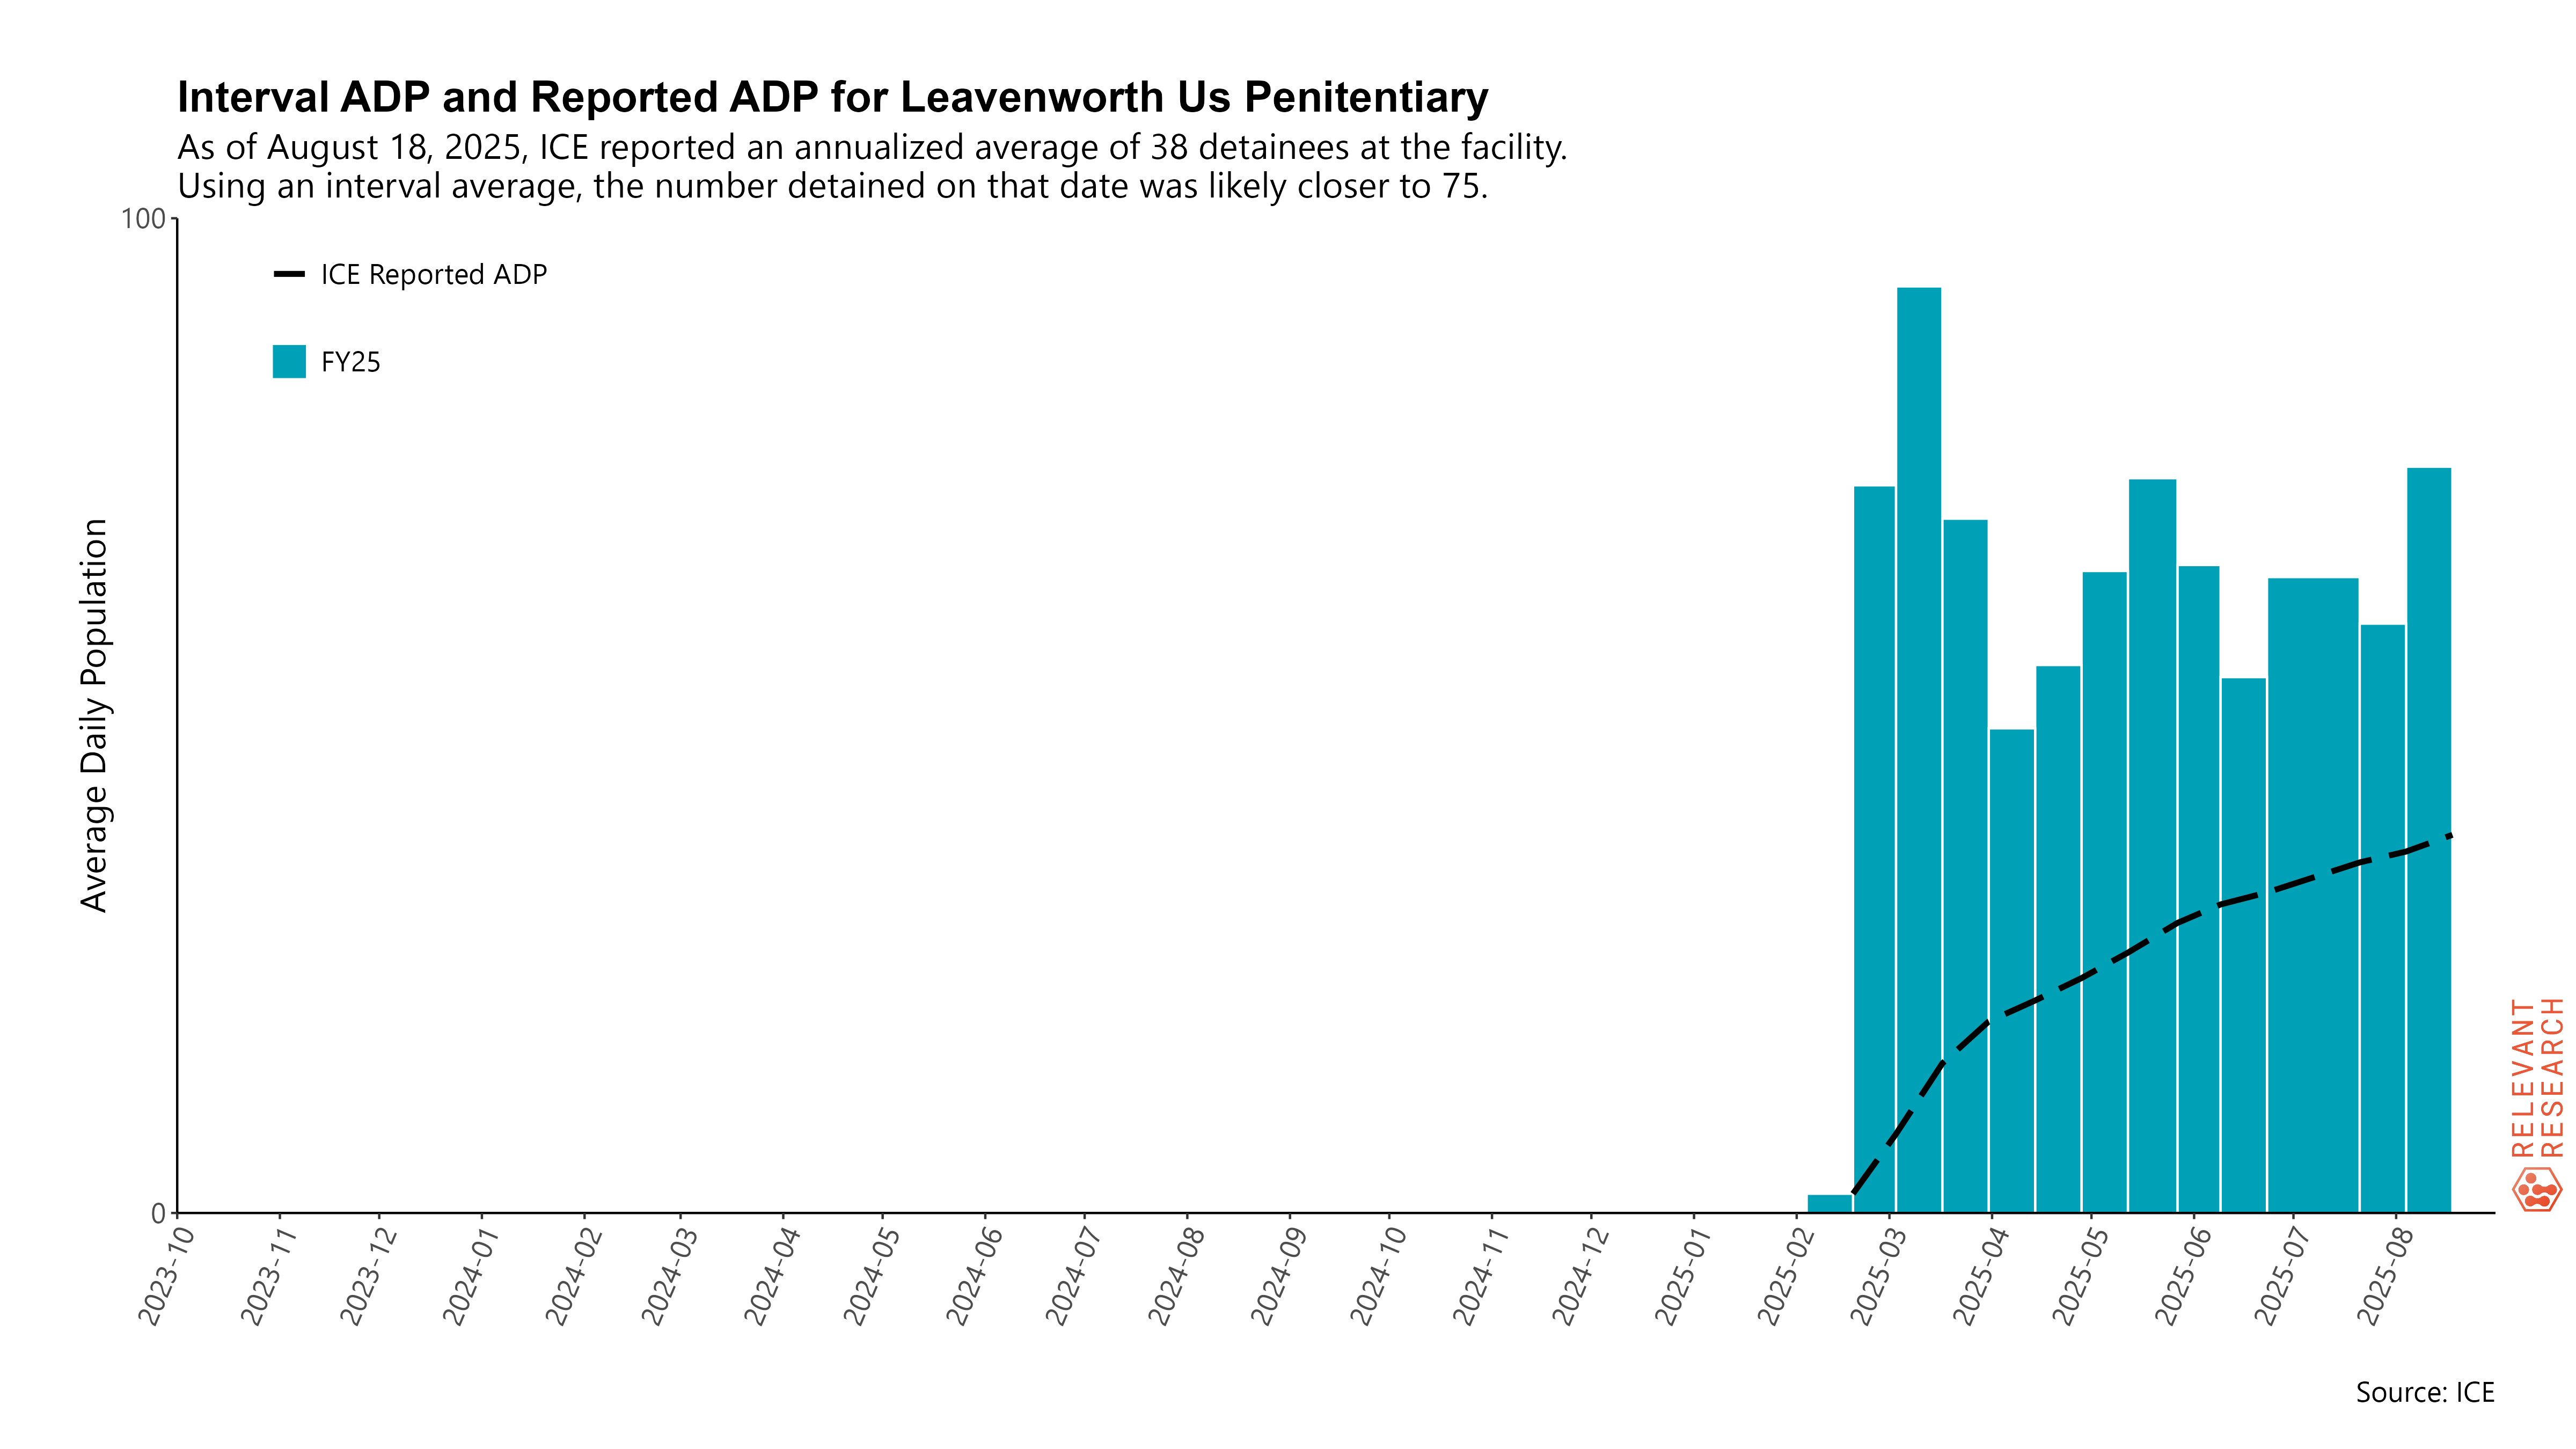 Interval ADP and Reported ADP for Leavenworth Us Penitentiary
As of August 18, 2025, ICE reported an annualized average of 38 detainees at the facility.
Using an interval average, the number detained on that date was likely closer to 75.
100
ICE Reported ADP
FY25
Average Daily Population
0
2023-10
2023-11
2023-12
2024-01
2024-02
2024-03
2024-04
2024-05
2024-06
2024-07
2024-08
2024-09
2024-10
2024-11
2024-12
2025-01
2025-02
2025-03
2025-04
2025-05
2025-06
2025-07
2025-08
RELEVANT
RESEARCH
Source: ICE